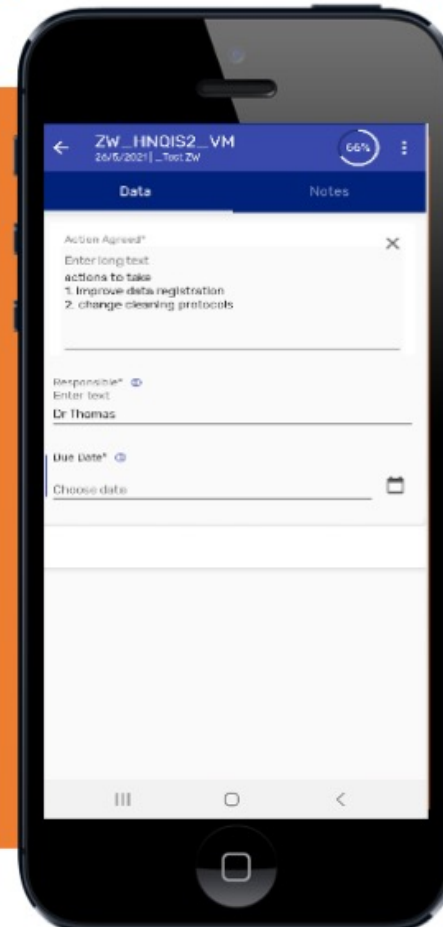 ZW_HNQIS2_VM
66%
26/5/2021 | _Test ZW
Data
Notes
Action Agreed*
Enter long text
actions to take
1. Improve data registration
2. change cleaning protocols
Responsible*
Enter text
Dr Thomas
Due Date*
Choose date